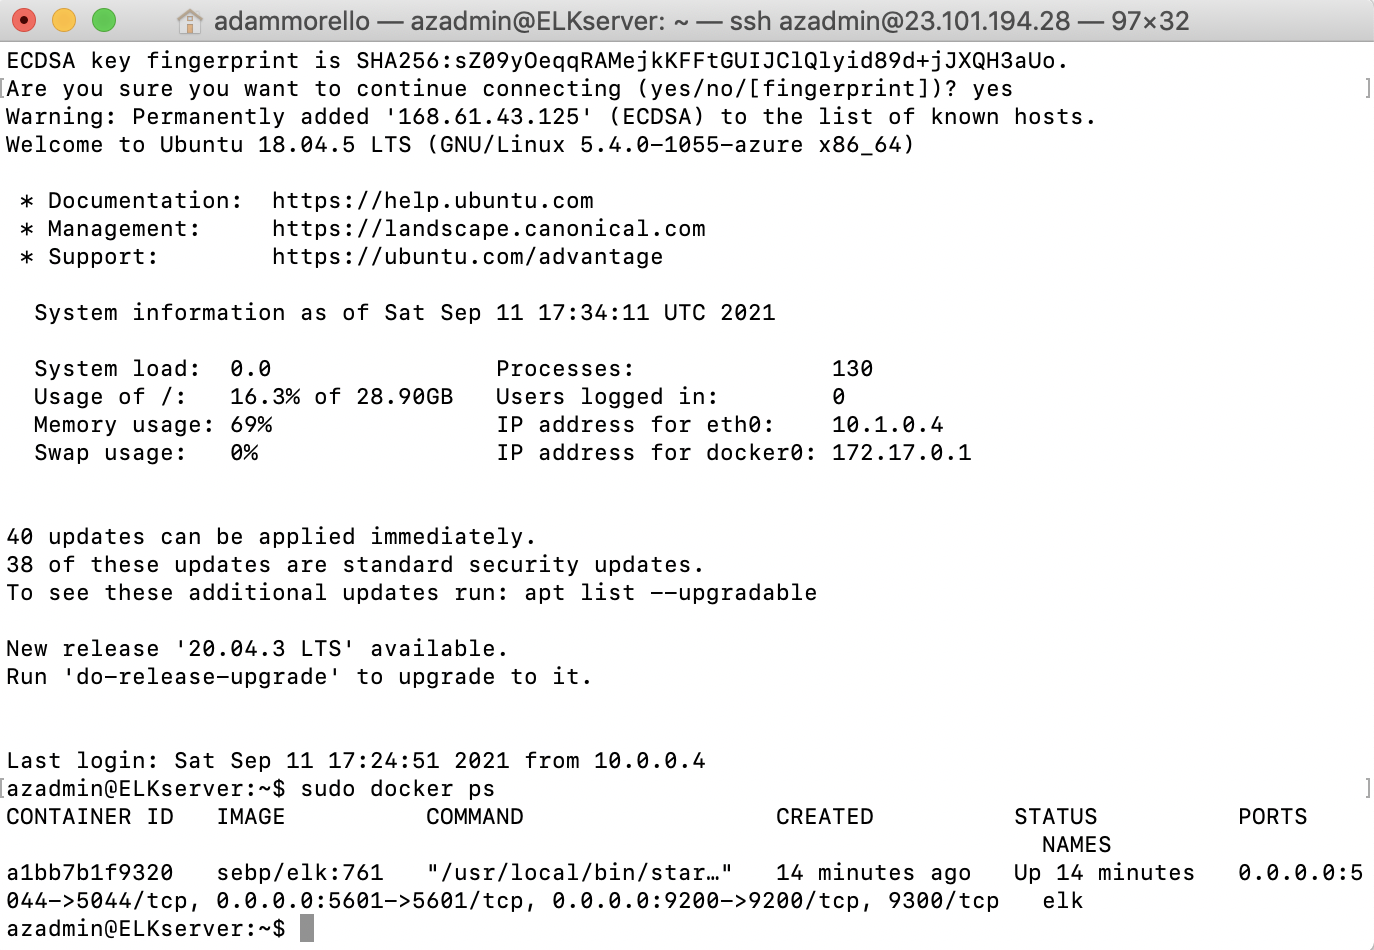 adammorello — azadmin@ELKserver: ~ — ssh azadmin@23.101.194.28 — 97×32
ECDSA key fingerprint is SHA256:sZ09yOeqqRAMejkKFFtGUIJClQlyid89d+jJXQH3aUo.
[Are you sure you want to continue connecting (yes/no/[fingerprint])? yes ]
Warning: Permanently added '168.61.43.125' (ECDSA) to the list of known hosts.
Welcome to Ubuntu 18.04.5 LTS (GNU/Linux 5.4.0-1055-azure x86_64)
* Documentation:  https://help.ubuntu.com
* Management:     https://landscape.canonical.com
* Support:        https://ubuntu.com/advantage
System information as of Sat Sep 11 17:34:11 UTC 2021
System load:  0.0                Processes:              130
Usage of /:   16.3% of 28.90GB   Users logged in:        0
Memory usage: 69%                IP address for eth0:    10.1.0.4
Swap usage:   0%                 IP address for docker0: 172.17.0.1
40 updates can be applied immediately.
38 of these updates are standard security updates.
To see these additional updates run: apt list --upgradable
New release '20.04.3 LTS' available.
Run 'do-release-upgrade' to upgrade to it.
Last login: Sat Sep 11 17:24:51 2021 from 10.0.0.4
[azadmin@ELKserver:~$ sudo docker ps ]
CONTAINER ID   IMAGE          COMMAND                  CREATED          STATUS          PORTS
NAMES
a1bb7b1f9320   sebp/elk:761   "/usr/local/bin/star…"   14 minutes ago   Up 14 minutes   0.0.0.0:5
044->5044/tcp, 0.0.0.0:5601->5601/tcp, 0.0.0.0:9200->9200/tcp, 9300/tcp   elk
azadmin@ELKserver:~$